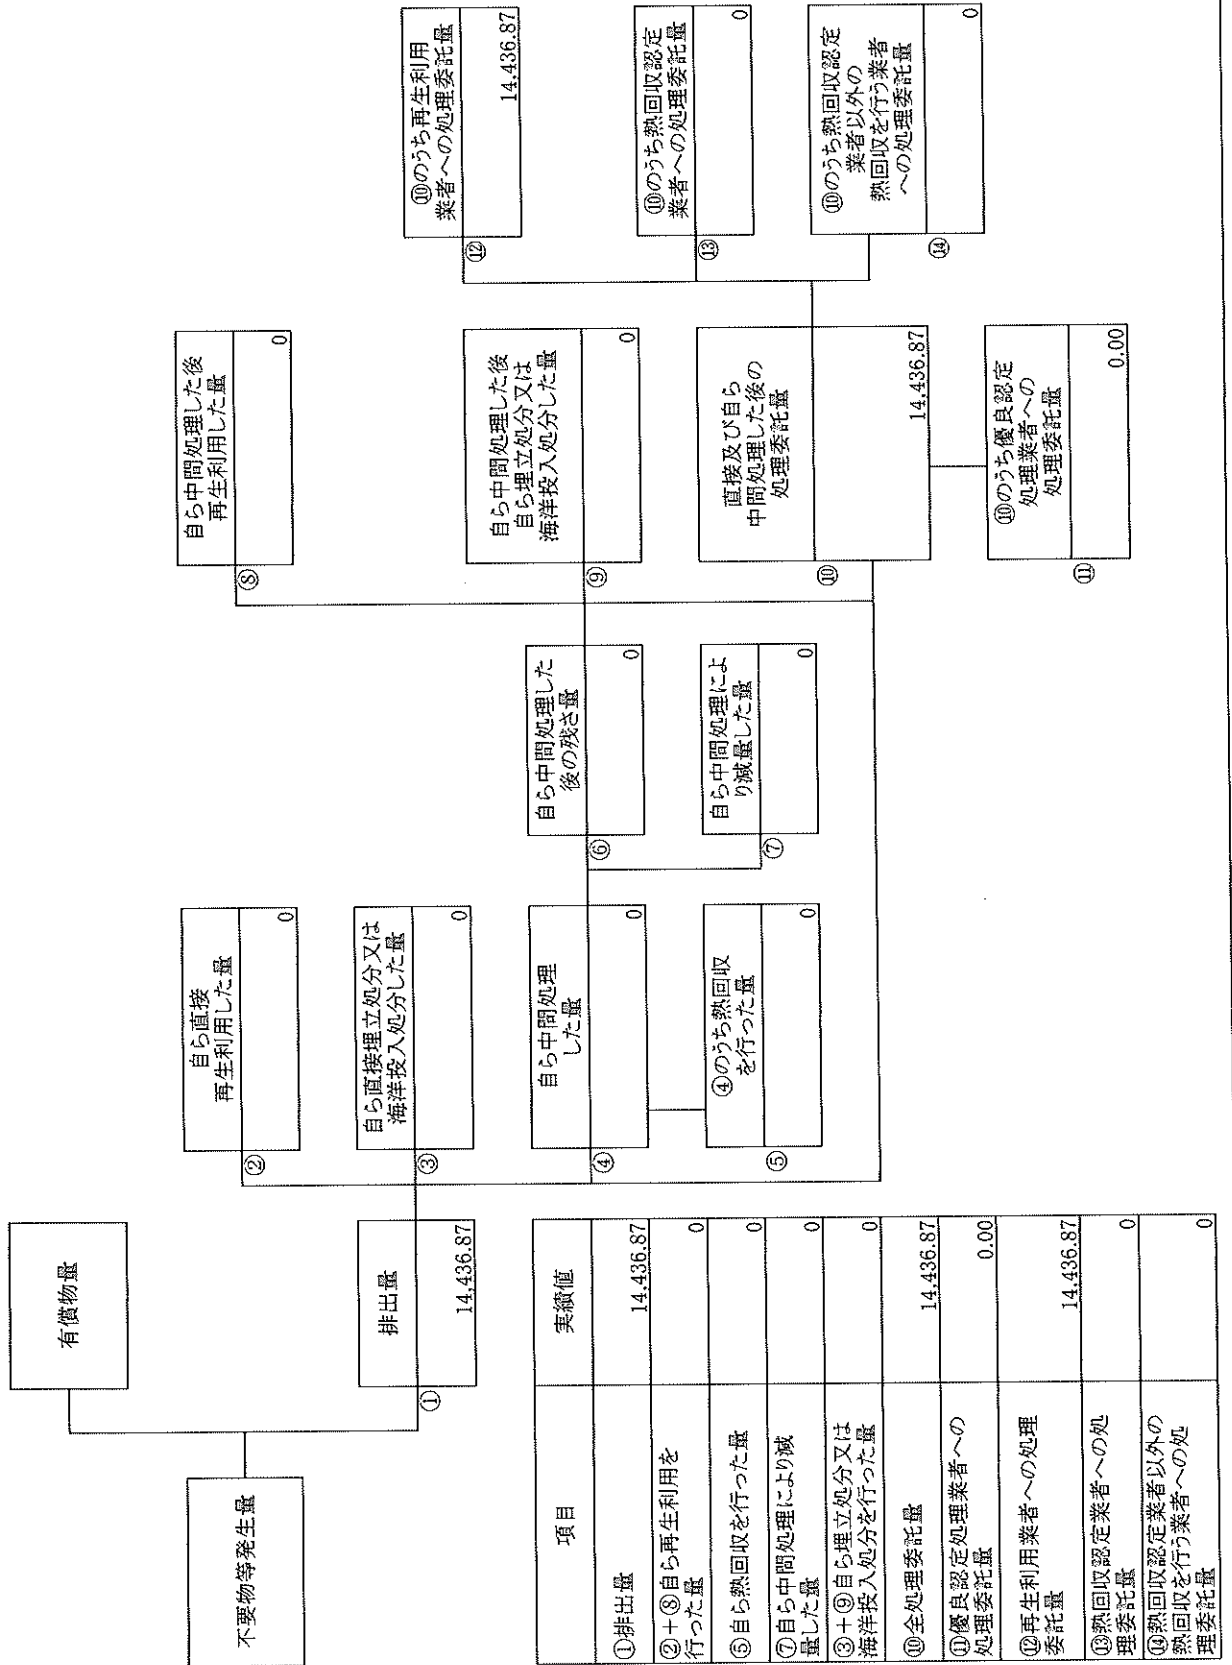 不要物等発生量
有償物量
①
排出量
14,436.87
②
自ら直接
再生利用した量
0
③
自ら直接埋立処分又は
海洋投入処分した量
0
④
自ら中間処理
した量
0
⑤
④のうち熱回収
を行った量
0
⑥
自ら中間処理した
後の残さ量
0
⑦
自ら中間処理によ
り減量した量
0
⑧
自ら中間処理した後
再生利用した量
0
⑨
自ら中間処理した後
自ら埋立処分又は
海洋投入処分した量
0
⑩
直接及び自ら
中間処理した後の
処理委託量
14,436.87
⑪
⑩のうち優良認定
処理業者への
処理委託量
0.00
⑫
⑩のうち再生利用
業者への処理委託量
14,436.87
⑬
⑩のうち熱回収認定
業者への処理委託量
0
⑭
⑩のうち熱回収認定
業者以外の
熱回収を行う業者
への処理委託量
0
項目 実績値
①排出量 14,436.87
②+⑧自ら再生利用を
行った量 0
⑤自ら熱回収を行った量 0
⑦自ら中間処理により減
量した量 0
③+⑨自ら埋立処分又は
海洋投入処分を行った量 0
⑩全処理委託量 14,436.87
⑪優良認定処理業者への
処理委託量 0.00
⑫再生利用業者への処理
委託量 14,436.87
⑬熱回収認定業者への処
理委託量 0
⑭熱回収認定業者以外の
熱回収を行う業者への処
理委託量 0